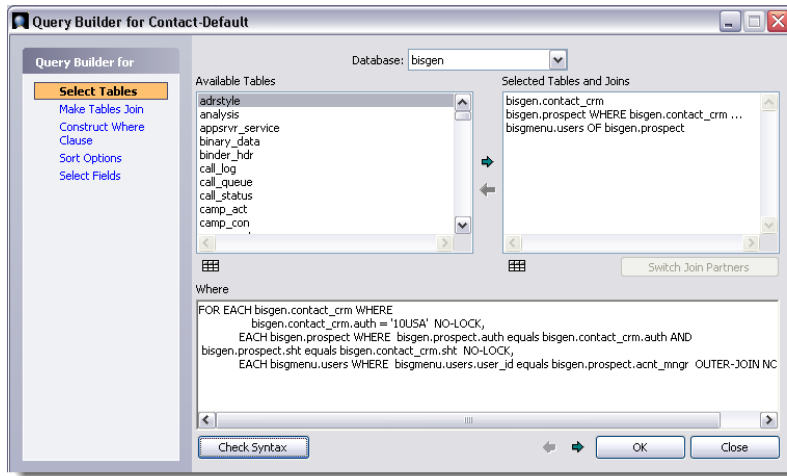 Query Builder for Contact-Default
Query Builder for
Select Tables
Make Tables Join
Construct Where
Clause
Sort Options
Select Fields
Database: bisgen
Available Tables
adrstyle
analysis
appsrvr_service
binary_data
binder_hdr
call_log
call_queue
call_status
camp_act
camp_con
Selected Tables and Joins
bisgen.contact_crm
bisgen.prospect WHERE bisgen.contact_crm ...
bisgmenu.users OF bisgen.prospect
Switch Join Partners
Where
FOR EACH bisgen.contact_crm WHERE
bisgen.contact_crm.auth = '10USA' NO-LOCK,
EACH bisgen.prospect WHERE bisgen.prospect.auth equals bisgen.contact_crm.auth AND
bisgen.prospect.sht equals bisgen.contact_crm.sht NO-LOCK,
EACH bisgmenu.users WHERE bisgmenu.users.user_id equals bisgen.prospect.acnt_mngr OUTER-JOIN NC
Check Syntax
OK
Close